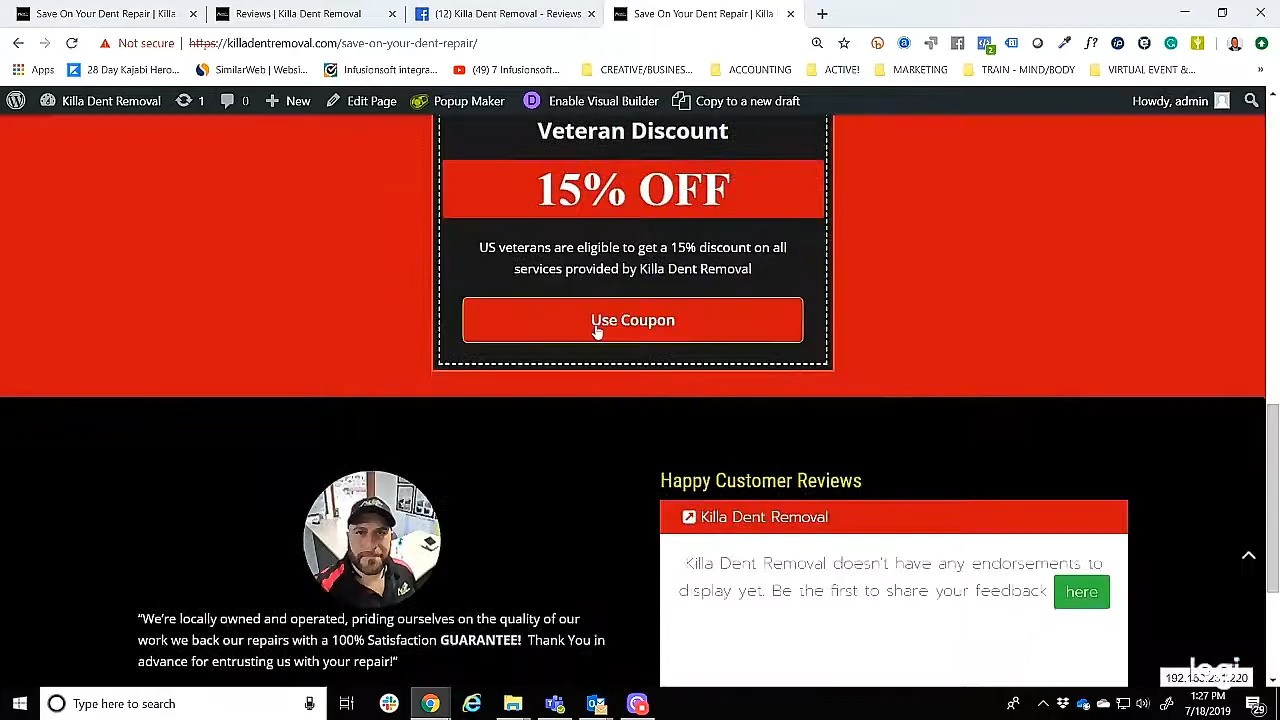 Save On Your Dent Repair | Killa
Reviews | Killa Dent Removal
(12) Killa Dent Removal - Reviews
Save On Your Dent Repair | Killa
Not secure | https://killadentremoval.com/save-on-your-dent-repair/
Apps
28 Day Kajabi Hero...
SimilarWeb | Websi...
Infusionsoft integra...
(49) 7 Infusionsoft...
CREATIVE/BUSINES...
ACCOUNTING
ACTIVE!
MARKETING
TRAIN - MIND/BODY
VIRTUAL EVENT &...
Killa Dent Removal
1
0
New
Edit Page
Popup Maker
Enable Visual Builder
Copy to a new draft
Howdy, admin
Veteran Discount
15% OFF
US veterans are eligible to get a 15% discount on all
services provided by Killa Dent Removal
Use Coupon
Happy Customer Reviews
Killa Dent Removal
Killa Dent Removal doesn't have any endorsements to
display yet. Be the first to share your feedback here
“We’re locally owned and operated, priding ourselves on the quality of our
work we back our repairs with a 100% Satisfaction GUARANTEE! Thank You in
advance for entrusting us with your repair!“
Type here to search
1:27 PM
7/18/2019